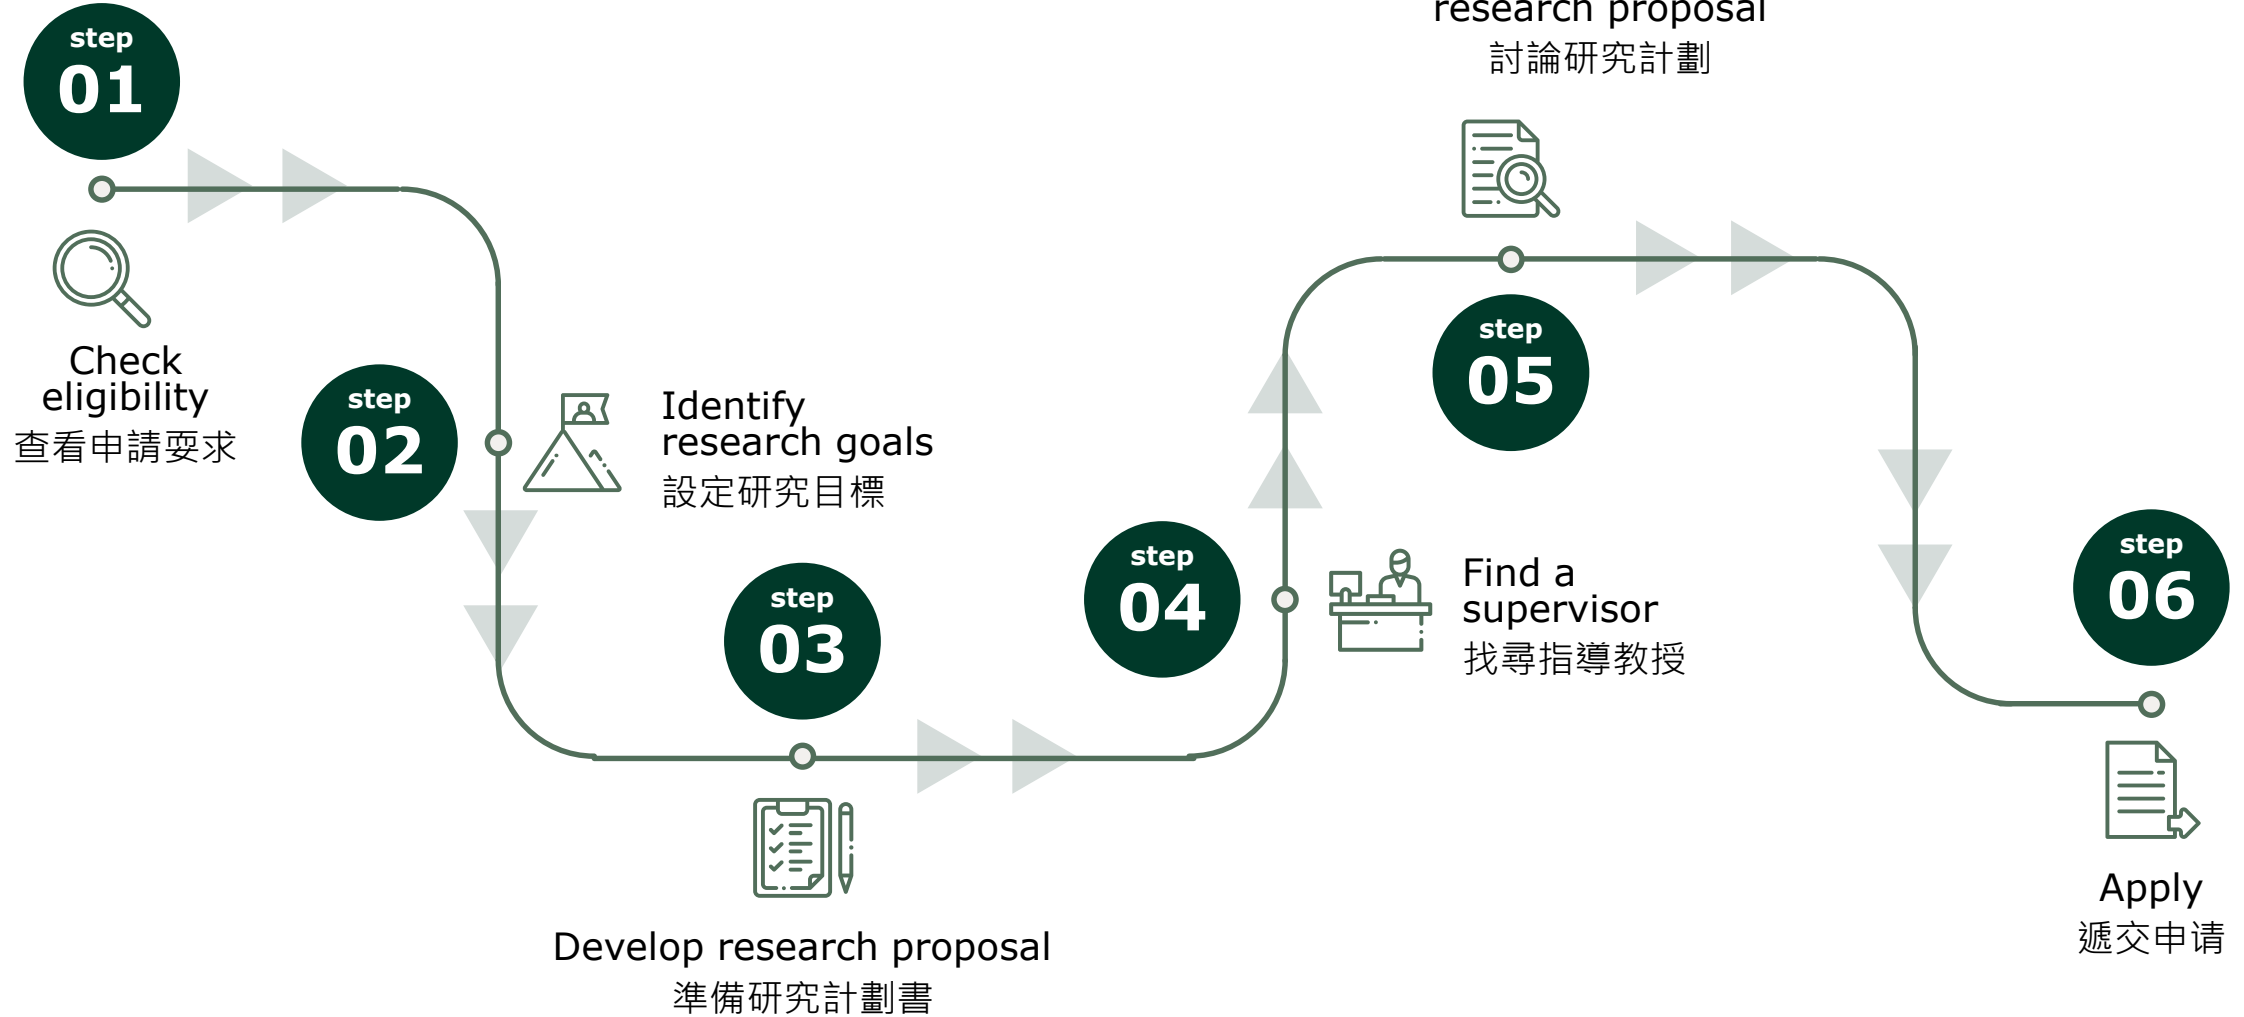 step
01
Check
eligibility
查看申請耍求
step
02
Identify
research goals
設定研究目標
step
03
Develop research proposal
準備研究計劃書
step
04
Find a
supervisor
找尋指導教授
research proposal
討論研究計劃
step
05
step
06
Apply
遞交申请